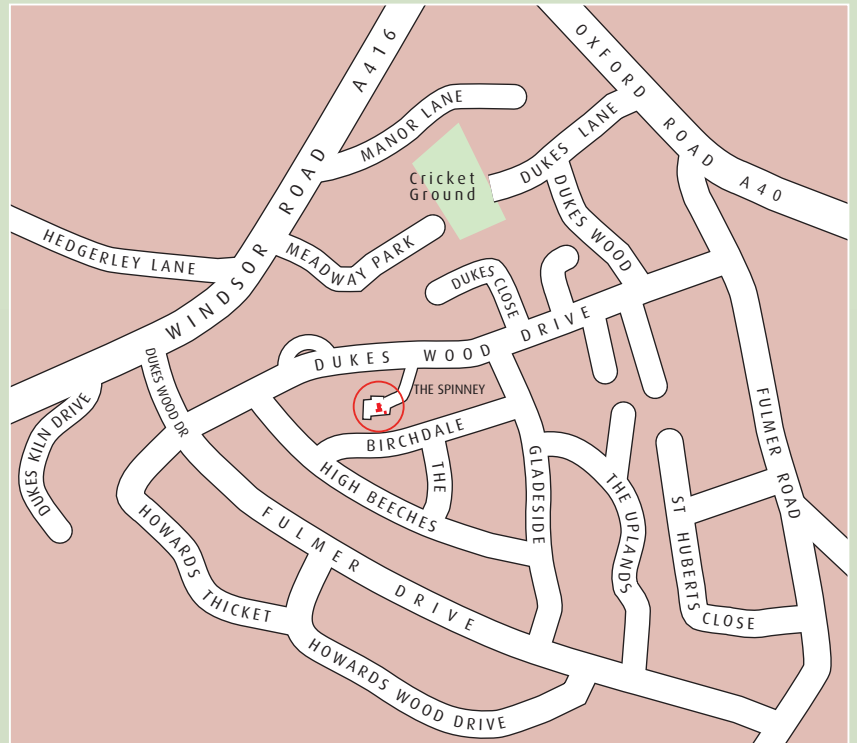 A416
OXFORD ROAD A40
MANOR LANE
DUKES LANE
Cricket
Ground
DUKES WOOD
WINDSOR ROAD
HEDGERLEY LANE
MEADWAY PARK
DUKES CLOSE
DUKES WOOD DRIVE
DUKES WOOD DR
THE SPINNEY
DUKES KILN DRIVE
BIRCHDALE
THE
HIGH BEECHES
GLADESIDE
THE UPLANDS
FULMER ROAD
ST HUBERTS CLOSE
HOWARDS THICKET
FULMER DRIVE
HOWARDS WOOD DRIVE